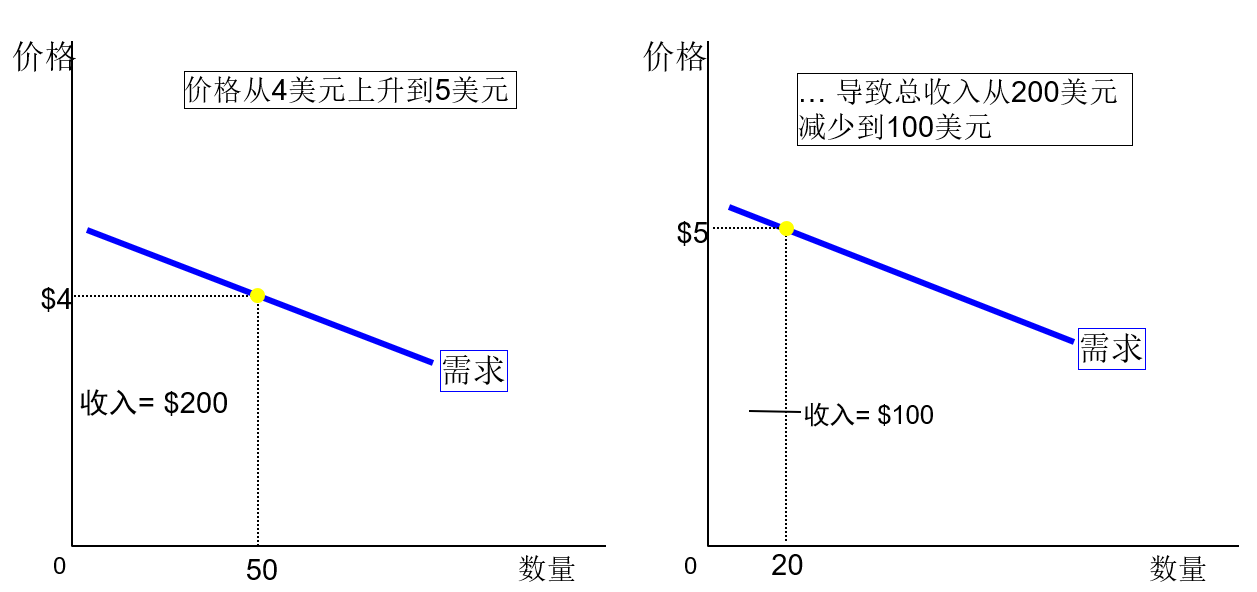 价格
价格从4美元上升到5美元
$4
需求
收入= $200
0
50
数量
价格
… 导致总收入从200美元
减少到100美元
$5
需求
收入= $100
0
20
数量